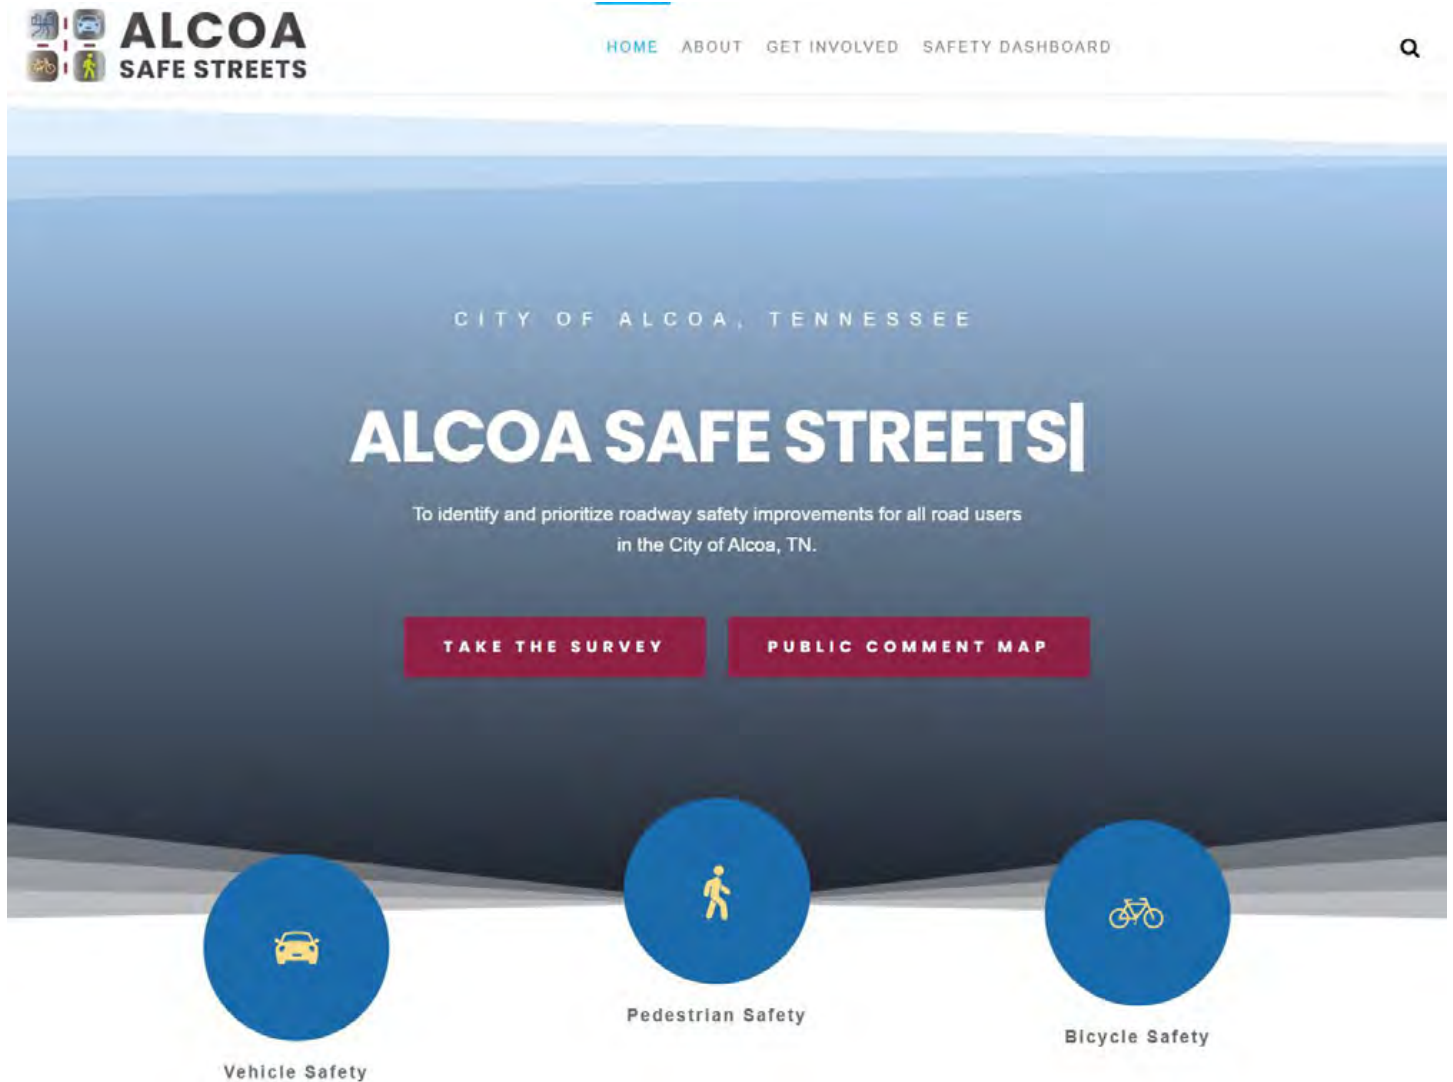 ALCOA
SAFE STREETS
HOME ABOUT GET INVOLVED SAFETY DASHBOARD
CITY OF ALCOA, TENNESSEE
ALCOA SAFE STREETS|
To identify and prioritize roadway safety improvements for all road users
in the City of Alcoa, TN.
TAKE THE SURVEY PUBLIC COMMENT MAP
Pedestrian Safety
Bicycle Safety
Vehicle Safety